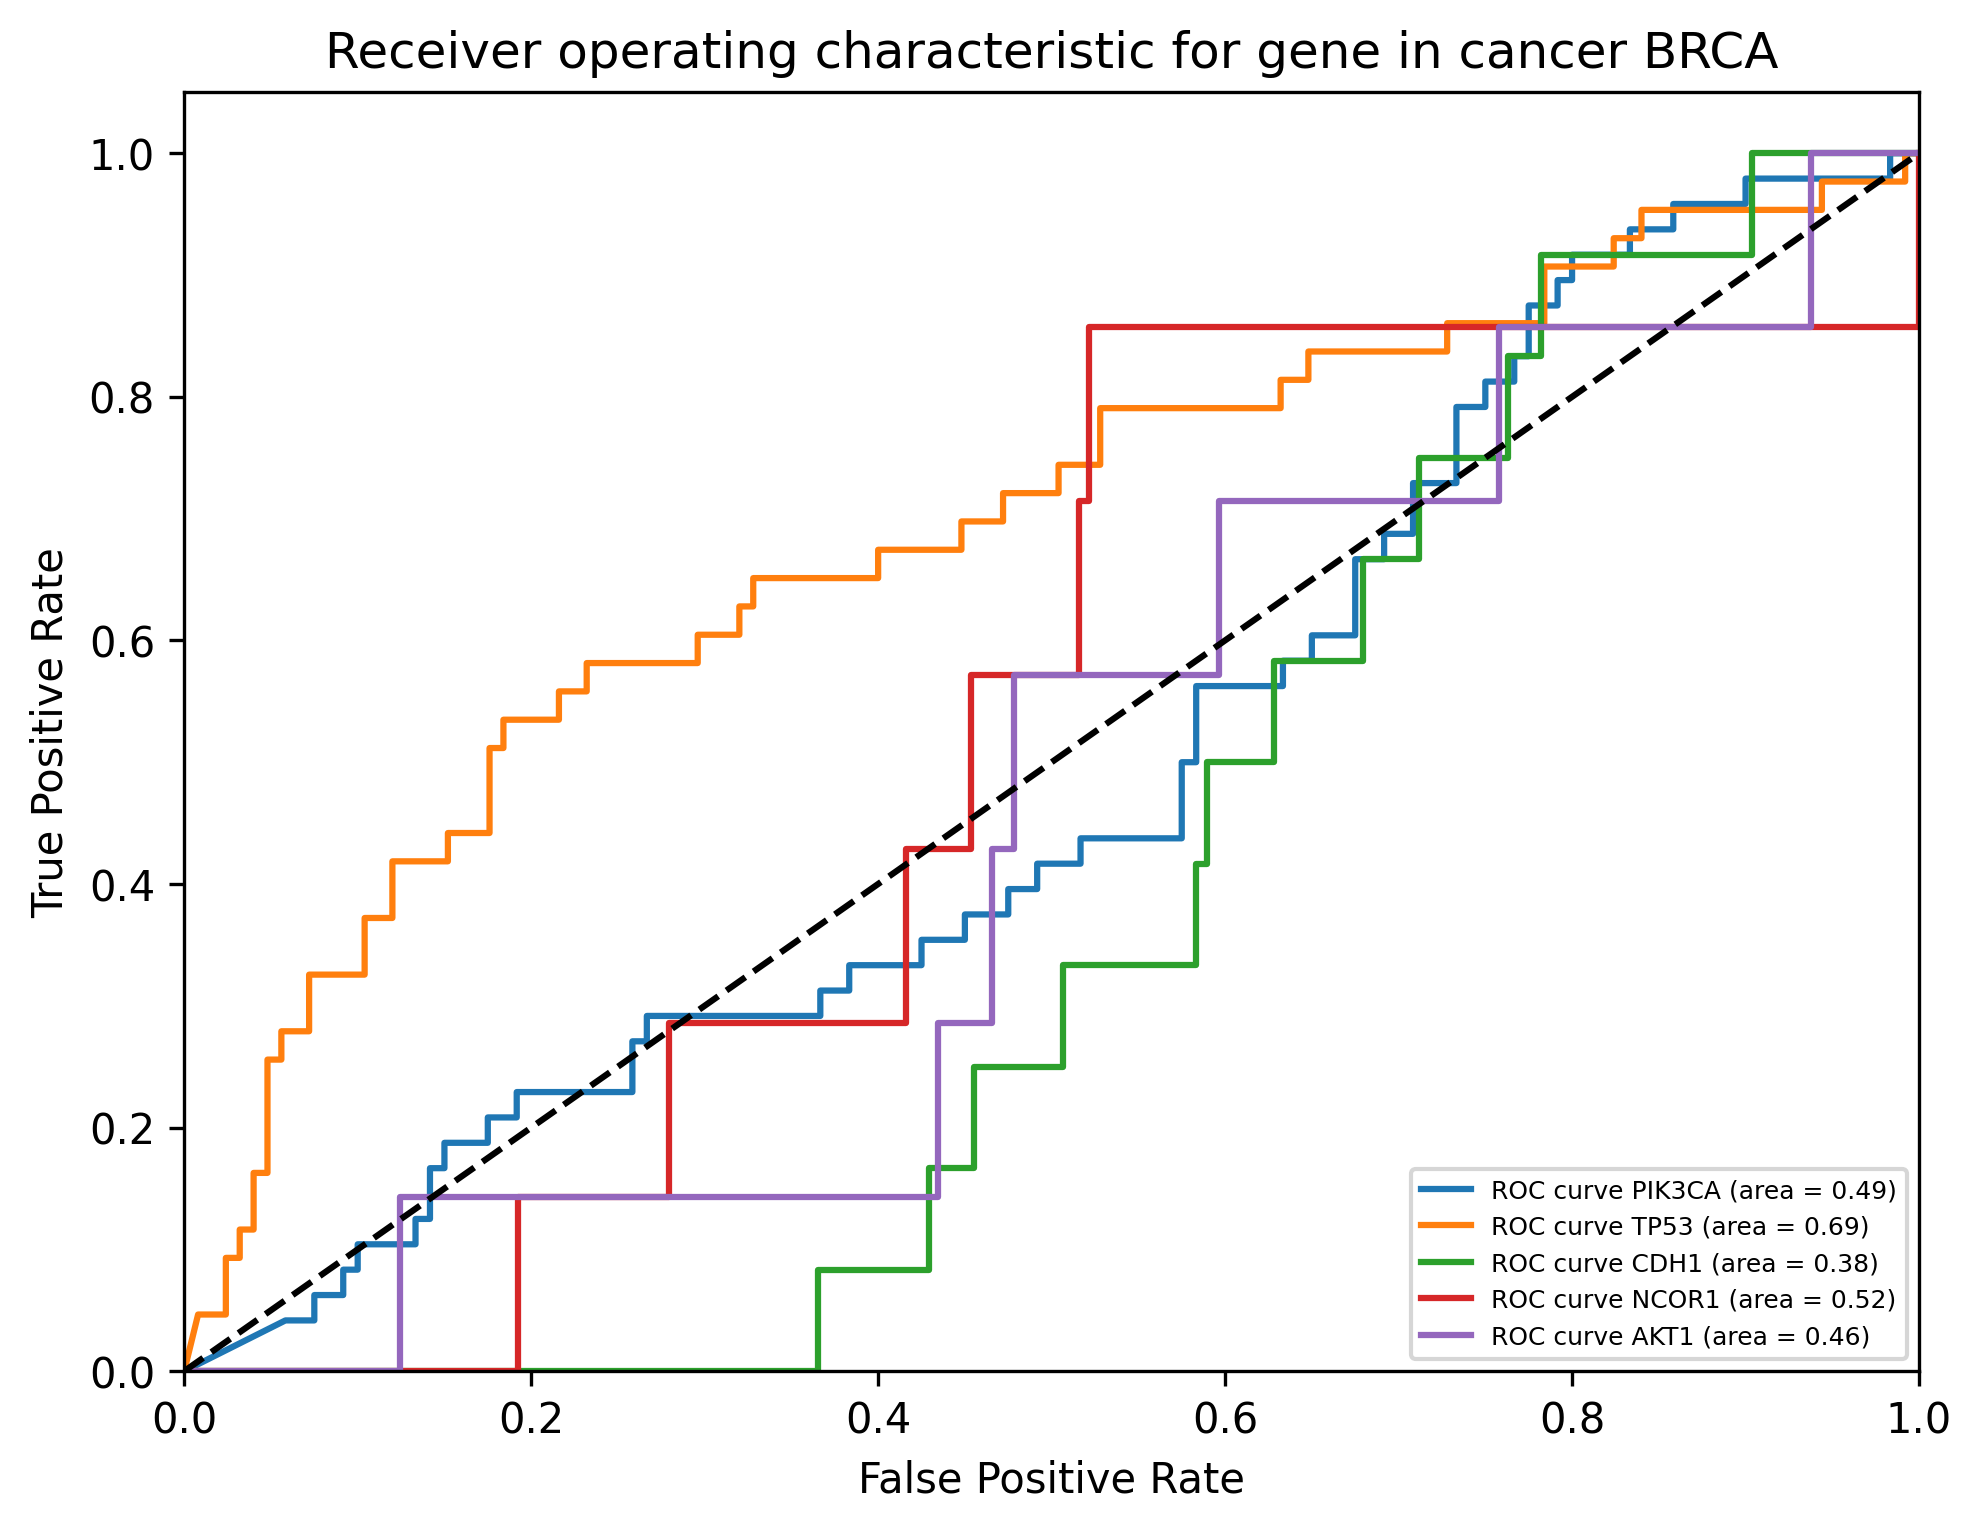 Receiver operating characteristic for gene in cancer BRCA
1.0
0.8
0.6
0.4
0.2
0.0
True Positive Rate
0.0 0.2 0.4 0.6 0.8 1.0
False Positive Rate
ROC curve PIK3CA (area = 0.49)
ROC curve TP53 (area = 0.69)
ROC curve CDH1 (area = 0.38)
ROC curve NCOR1 (area = 0.52)
ROC curve AKT1 (area = 0.46)